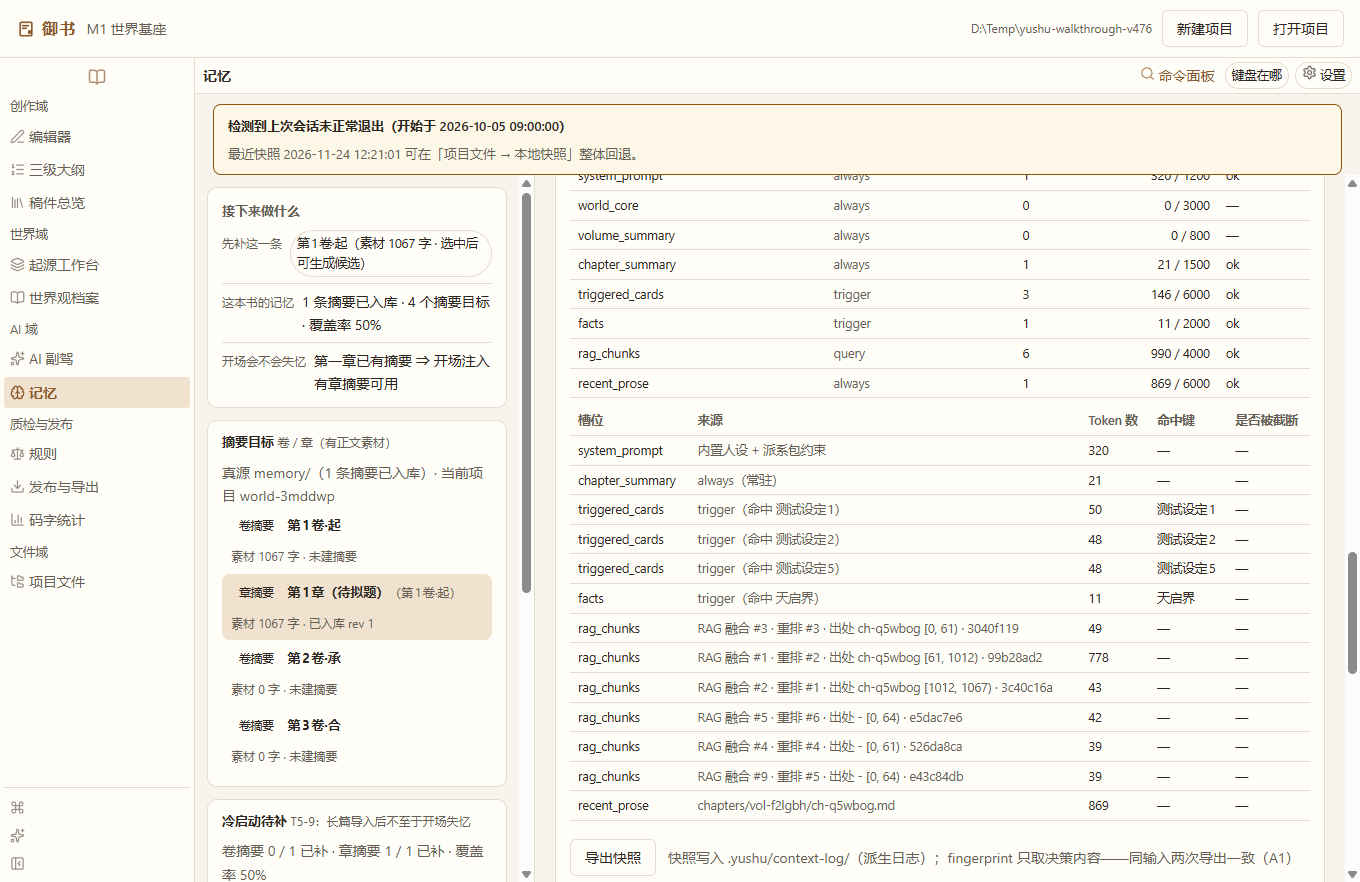 御书 M1 世界基座
D:\Temp\yushu-walkthrough-v476 新建项目 打开项目
创作域
编辑器
三级大纲
稿件总览
世界域
起源工作台
世界观档案
AI 域
AI 副驾
记忆
质检与发布
规则
发布与导出
码字统计
文件域
项目文件
记忆
命令面板 键盘在哪 设置
检测到上次会话未正常退出（开始于 2026-10-05 09:00:00）
最近快照 2026-11-24 12:21:01 可在「项目文件 → 本地快照」整体回退。
接下来做什么
先补这一条 第1卷·起（素材 1067 字 · 选中后
可生成候选）
这本书的记忆 1 条摘要已入库 · 4 个摘要目标
· 覆盖率 50%
开场会不会失忆 第一章已有摘要 ⇒ 开场注入
有章摘要可用
摘要目标 卷 / 章（有正文素材）
真源 memory/（1 条摘要已入库）· 当前项
目 world-3mddwp
卷摘要 第1卷·起
素材 1067 字 · 未建摘要
章摘要 第1章（待拟题）（第1卷·起）
素材 1067 字 · 已入库 rev 1
卷摘要 第2卷·承
素材 0 字 · 未建摘要
卷摘要 第3卷·合
素材 0 字 · 未建摘要
冷启动待补 T5-9：长篇导入后不至于开场失忆
卷摘要 0 / 1 已补 · 章摘要 1 / 1 已补 · 覆盖
率 50%
system_prompt always 1 320 / 1200 ok
world_core always 0 0 / 3000 —
volume_summary always 0 0 / 800 —
chapter_summary always 1 21 / 1500 ok
triggered_cards trigger 3 146 / 6000 ok
facts trigger 1 11 / 2000 ok
rag_chunks query 6 990 / 4000 ok
recent_prose always 1 869 / 6000 ok
槽位 来源 Token 数 命中键 是否被截断
system_prompt 内置人设 + 派系包约束 320 — —
chapter_summary always（常驻） 21 — —
triggered_cards trigger（命中 测试设定1） 50 测试设定1 —
triggered_cards trigger（命中 测试设定2） 48 测试设定2 —
triggered_cards trigger（命中 测试设定5） 48 测试设定5 —
facts trigger（命中 天启界） 11 天启界 —
rag_chunks RAG 融合 #3 · 重排 #3 · 出处 ch-q5wbog [0, 61) · 3040f119 49 — —
rag_chunks RAG 融合 #1 · 重排 #2 · 出处 ch-q5wbog [61, 1012) · 99b28ad2 778 — —
rag_chunks RAG 融合 #2 · 重排 #1 · 出处 ch-q5wbog [1012, 1067) · 3c40c16a 43 — —
rag_chunks RAG 融合 #5 · 重排 #6 · 出处 - [0, 64) · e5dac7e6 42 — —
rag_chunks RAG 融合 #4 · 重排 #4 · 出处 - [0, 61) · 526da8ca 39 — —
rag_chunks RAG 融合 #9 · 重排 #5 · 出处 - [0, 64) · e43c84db 39 — —
recent_prose chapters/vol-f2lgbh/ch-q5wbog.md 869 — —
导出快照 快照写入 .yushu/context-log/（派生日志）；fingerprint 只取决策内容——同输入两次导出一致（A1）